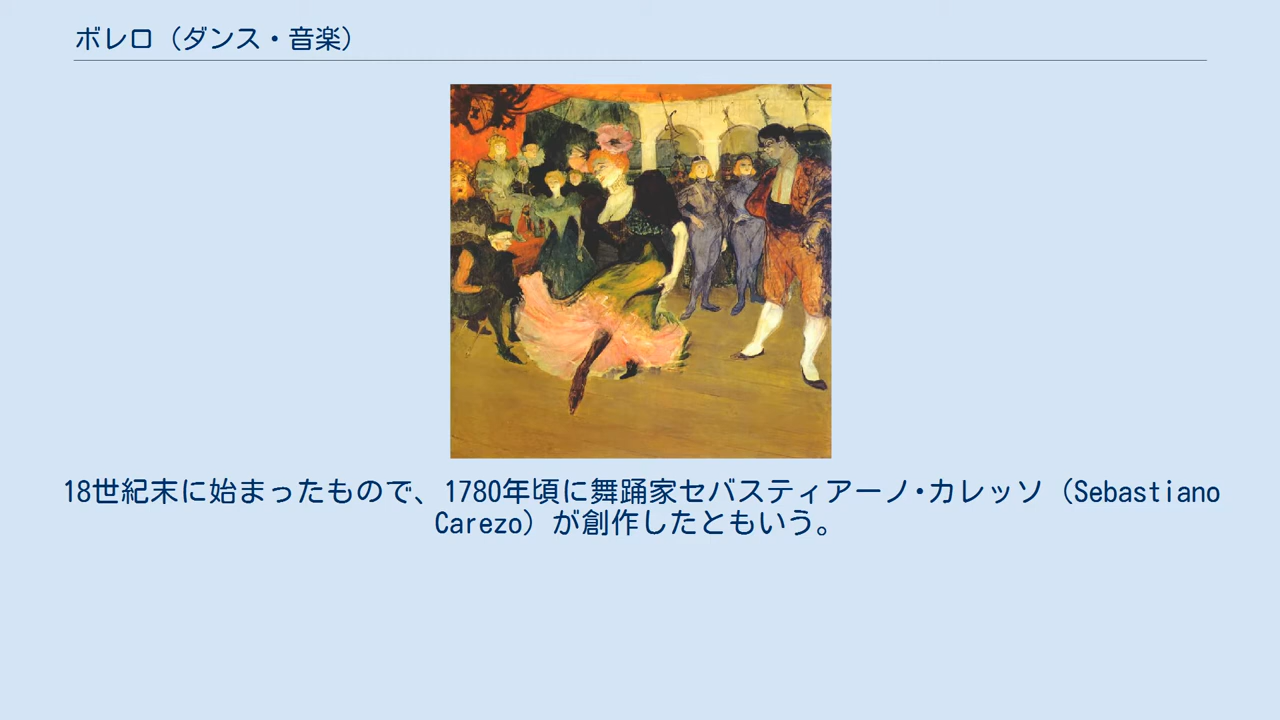 ボレロ（ダンス・音楽）
18世紀末に始まったもので、1780年頃に舞踊家セバスティアーノ・カレッソ（Sebastiano
Carezo）が創作したともいう。